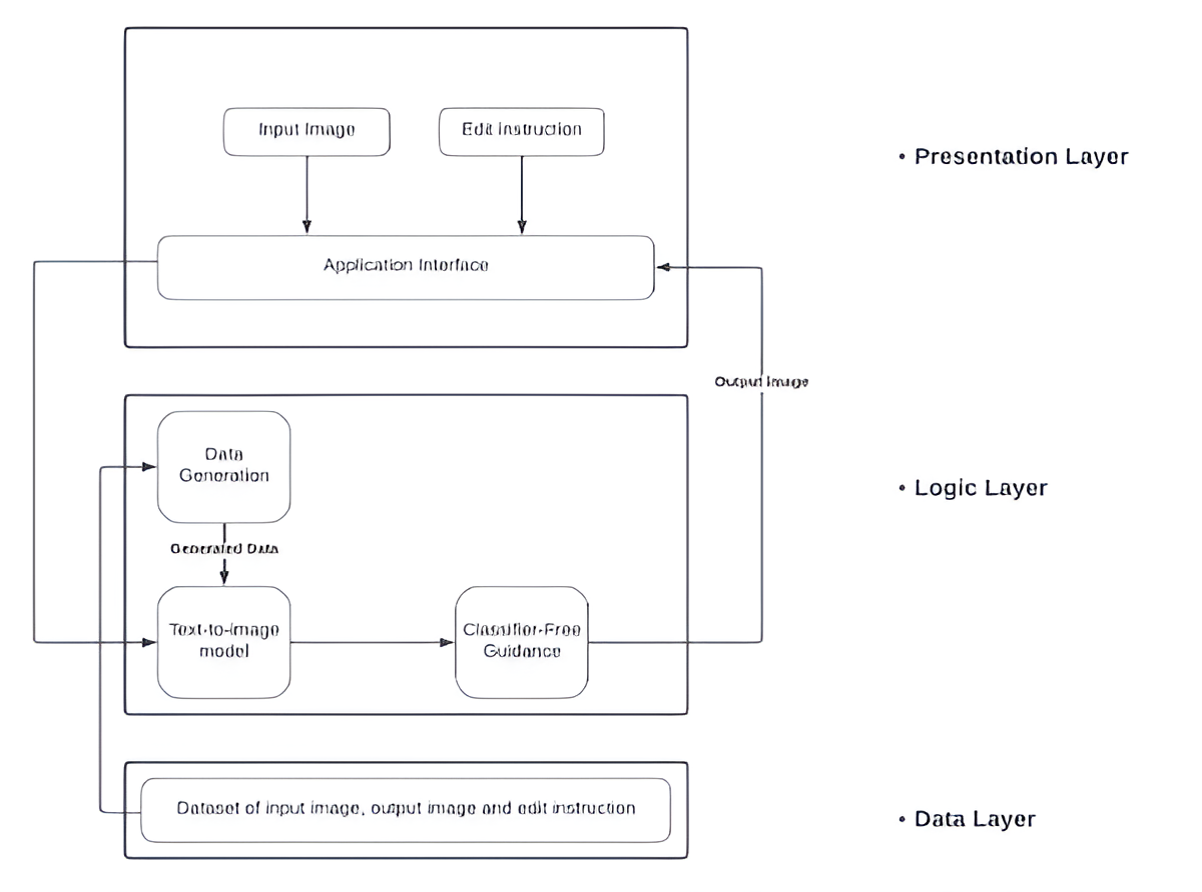 Input Image
Edit instruction
• Presentation Layer
Application Interface
Output Image
Data
Generation
• Logic Layer
Generated Data
Text-to-image
model
Classifier-Free
Guidance
Dataset of input image, output image and edit instruction
• Data Layer